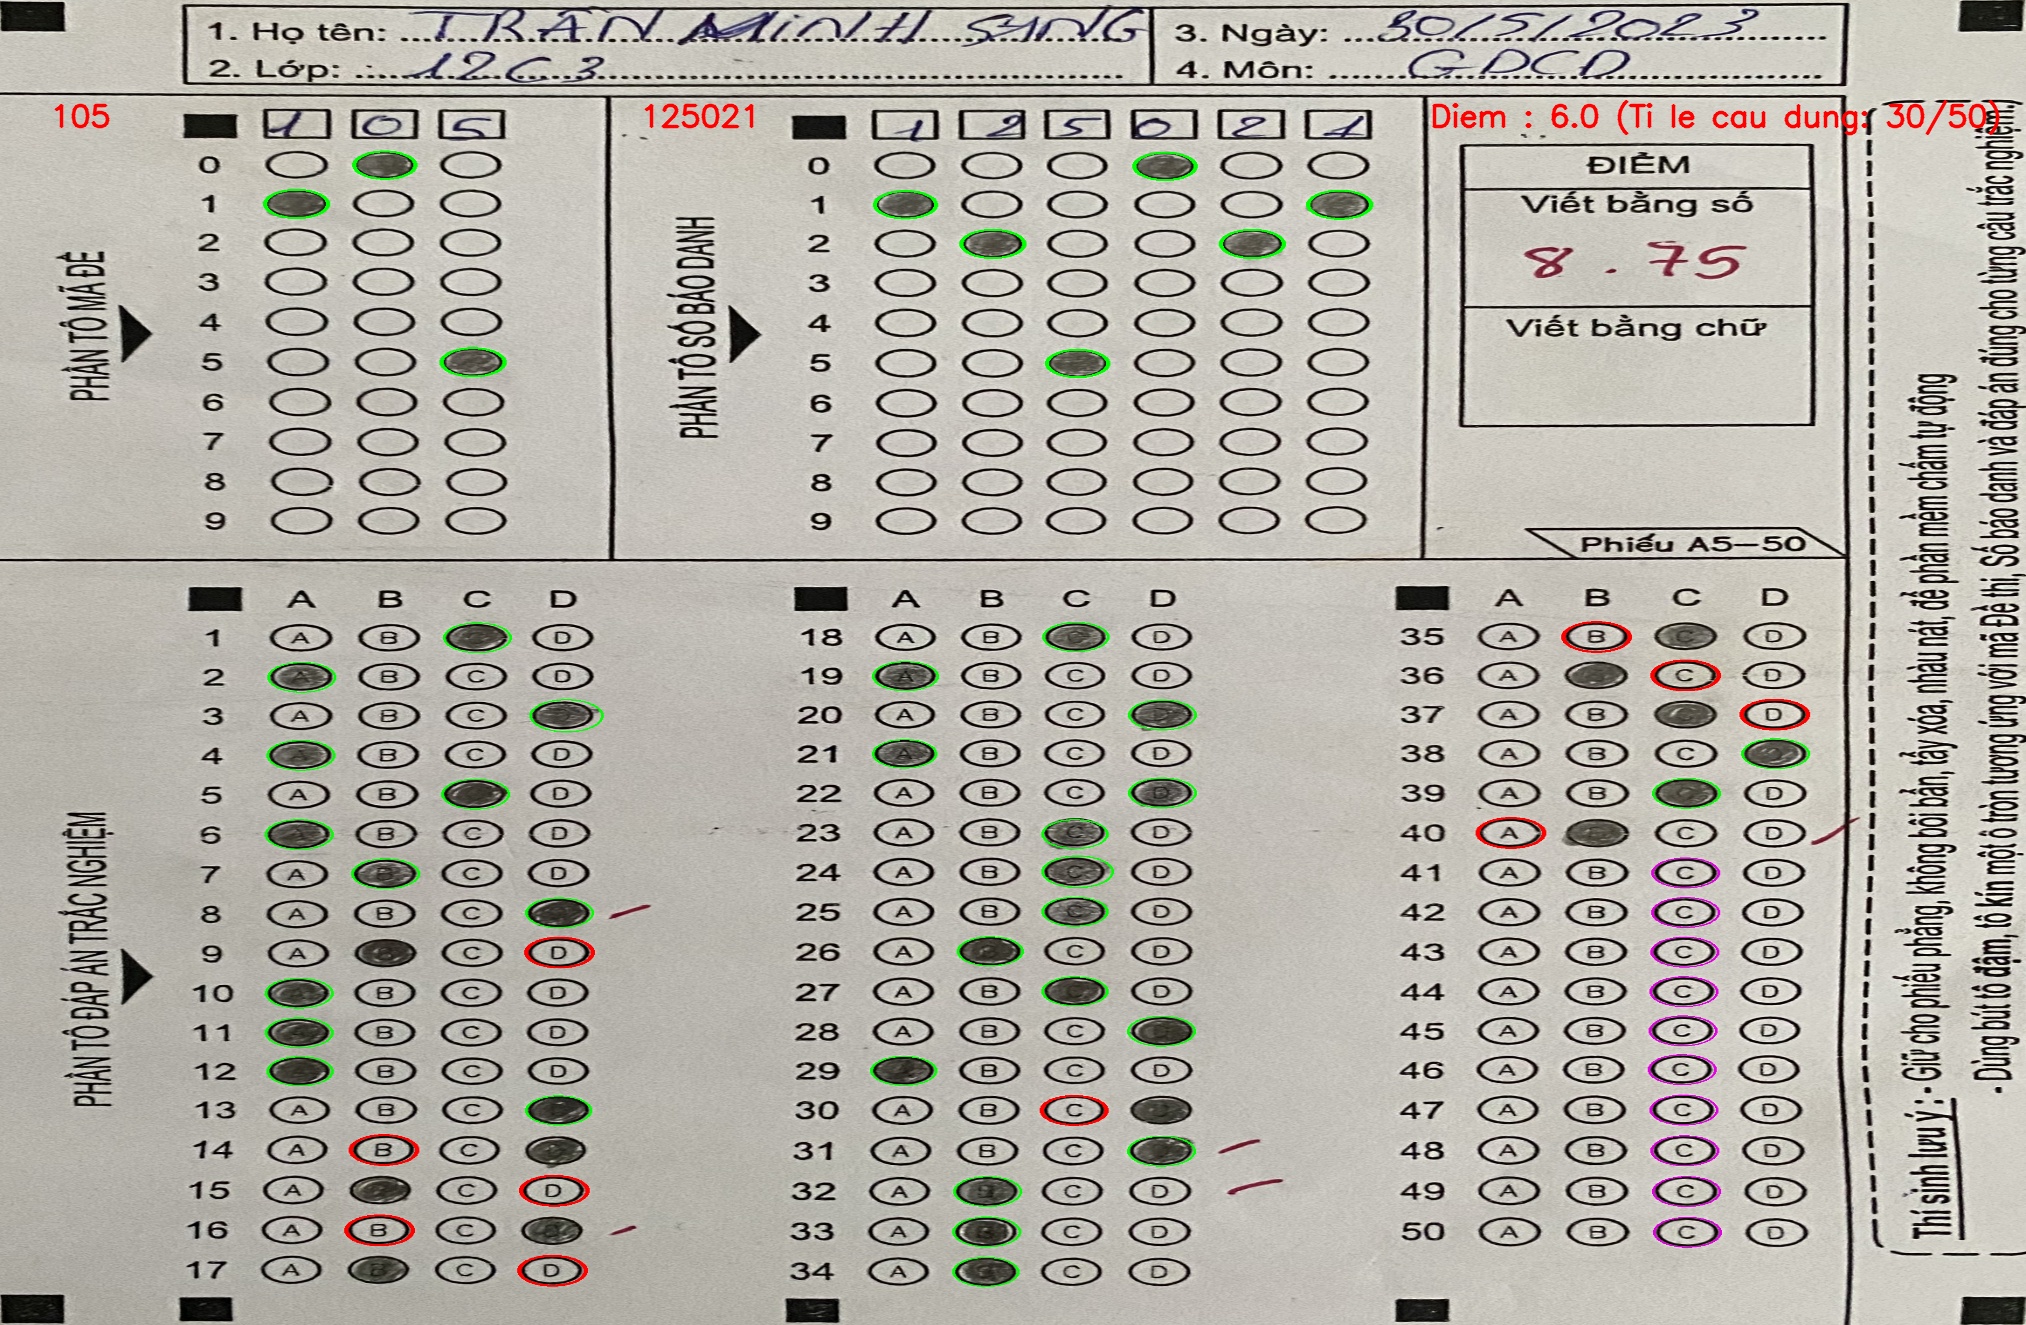 1. Họ tên: TRẦN MINH SANG
2. Lớp: 12C3
3. Ngày: 30/5/2023
4. Môn: GDCD
105
1 0 5
0
1
2
3
4
5
6
7
8
9
PHẦN TÔ MÃ ĐỀ
125021
1 2 5 0 2 1
0
1
2
3
4
5
6
7
8
9
PHẦN TÔ SỐ BÁO DANH
Diem : 6.0 (Ti le cau dung: 30/50)
ĐIỂM
Viết bằng số
8.75
Viết bằng chữ
Phiếu A5-50
PHẦN TÔ ĐÁP ÁN TRẮC NGHIỆM
A B C D
1 A B C D
2 A B C D
3 A B C D
4 A B C D
5 A B D
6 A B C D
7 A B C D
8 A B C
9 A B C D
10 A B C D
11 A B C D
12 B C D
13 A B C
14 A B C
15 A C D
16 A B C
17 A B C D
A B C D
18 A B C D
19 A B C D
20 A B C D
21 A B C D
22 A B C D
23 A B C D
24 A B C D
25 A B C D
26 A B C D
27 A B C D
28 A B C D
29 B C D
30 A B C
31 A B C
32 A B C D
33 A B C D
34 A C D
A B C D
35 A B C D
36 A C D
37 A B C D
38 A B C
39 A B C D
40 A C D
41 A B C D
42 A B C D
43 A B C D
44 A B C D
45 A B C D
46 A B C D
47 A B C D
48 A B C D
49 A B C D
50 A B C D
Thí sinh lưu ý: - Giữ cho phiếu phẳng, không bôi bẩn, tẩy xóa, nhàu nát, để phần mềm chấm tự động
- Dùng bút tô đậm, tô kín một ô tròn tương ứng với mã Đề thi, Số báo danh và đáp án đúng cho từng câu trắc nghiệm.